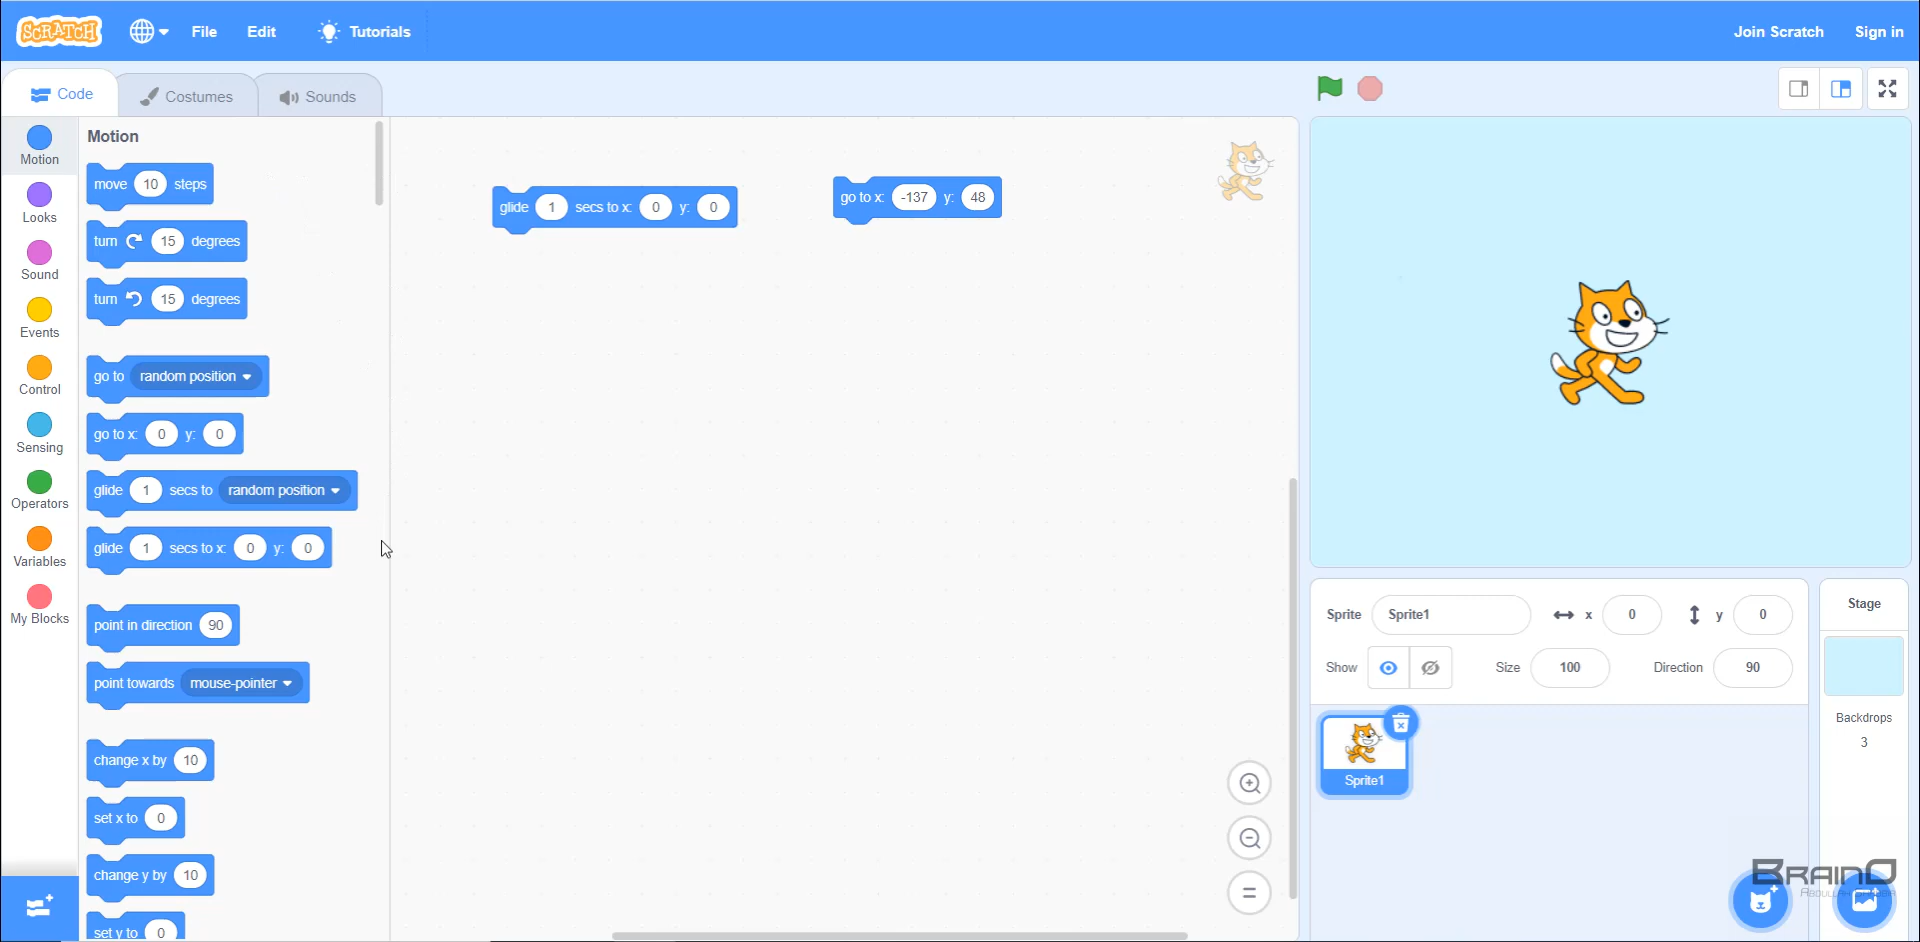 SCRATCH File Edit Tutorials Join Scratch Sign in
Code Costumes Sounds
Motion
Looks
Sound
Events
Control
Sensing
Operators
Variables
My Blocks
Motion
move 10 steps
turn 15 degrees
turn 15 degrees
go to random position
go to x: 0 y: 0
glide 1 secs to random position
glide 1 secs to x: 0 y: 0
point in direction 90
point towards mouse-pointer
change x by 10
set x to 0
change y by 10
set y to 0
glide 1 secs to x: 0 y: 0
go to x: -137 y: 48
Sprite Sprite1 x 0 y 0
Show Size 100 Direction 90
Sprite1
Stage
Backdrops
3